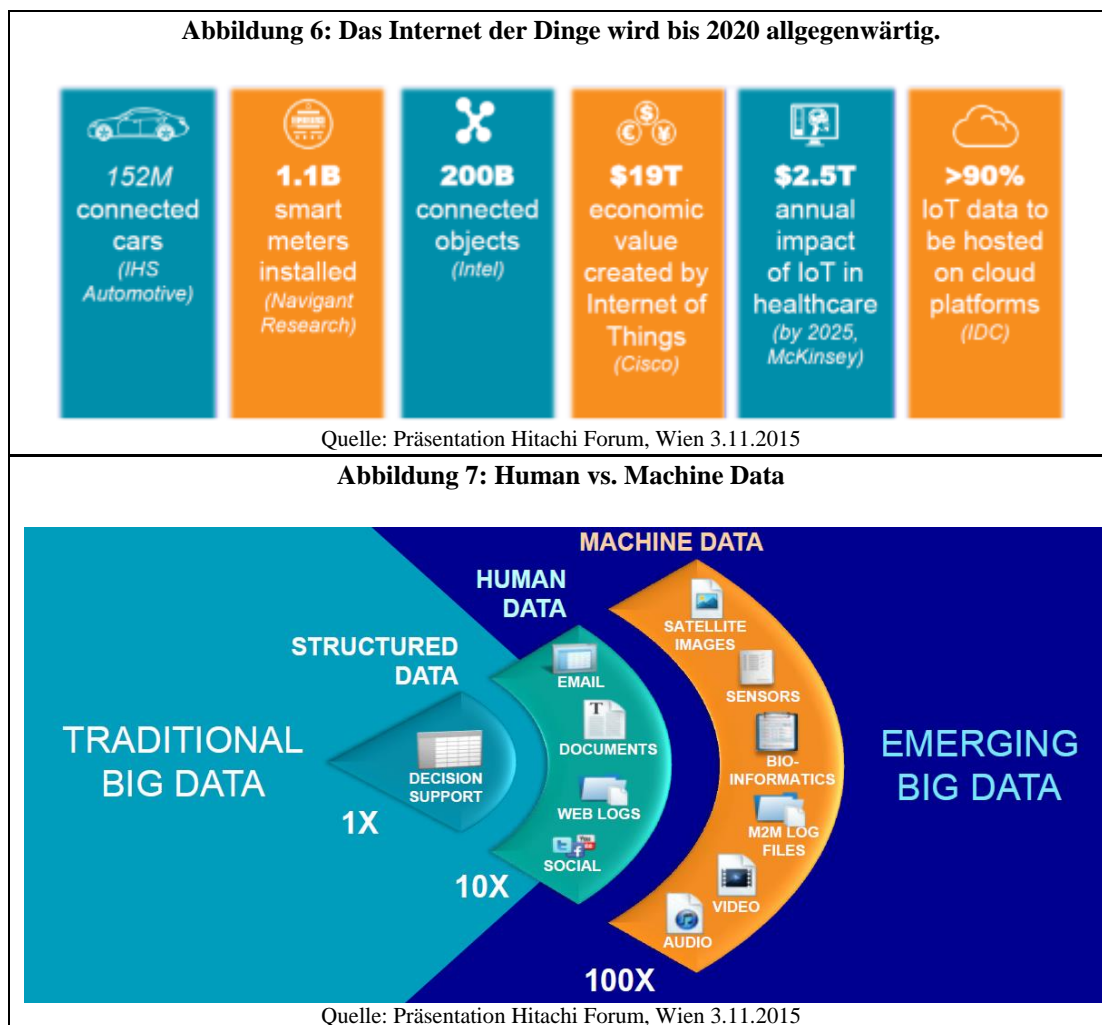 Abbildung 6: Das Internet der Dinge wird bis 2020 allgegenwärtig.
152M
connected
cars
(IHS
Automotive)
1.1B
smart
meters
installed
(Navigant
Research)
200B
connected
objects
(Intel)
$19T
economic
value
created by
Internet of
Things
(Cisco)
$2.5T
annual
impact
of IoT in
healthcare
(by 2025,
McKinsey)
>90%
IoT data to
be hosted
on cloud
platforms
(IDC)
Quelle: Präsentation Hitachi Forum, Wien 3.11.2015
Abbildung 7: Human vs. Machine Data
TRADITIONAL
BIG DATA
STRUCTURED
DATA
DECISION
SUPPORT
1X
HUMAN
DATA
EMAIL
DOCUMENTS
WEB LOGS
SOCIAL
10X
MACHINE DATA
SATELLITE
IMAGES
SENSORS
BIO-
INFORMATICS
M2M LOG
FILES
VIDEO
AUDIO
100X
EMERGING
BIG DATA
Quelle: Präsentation Hitachi Forum, Wien 3.11.2015